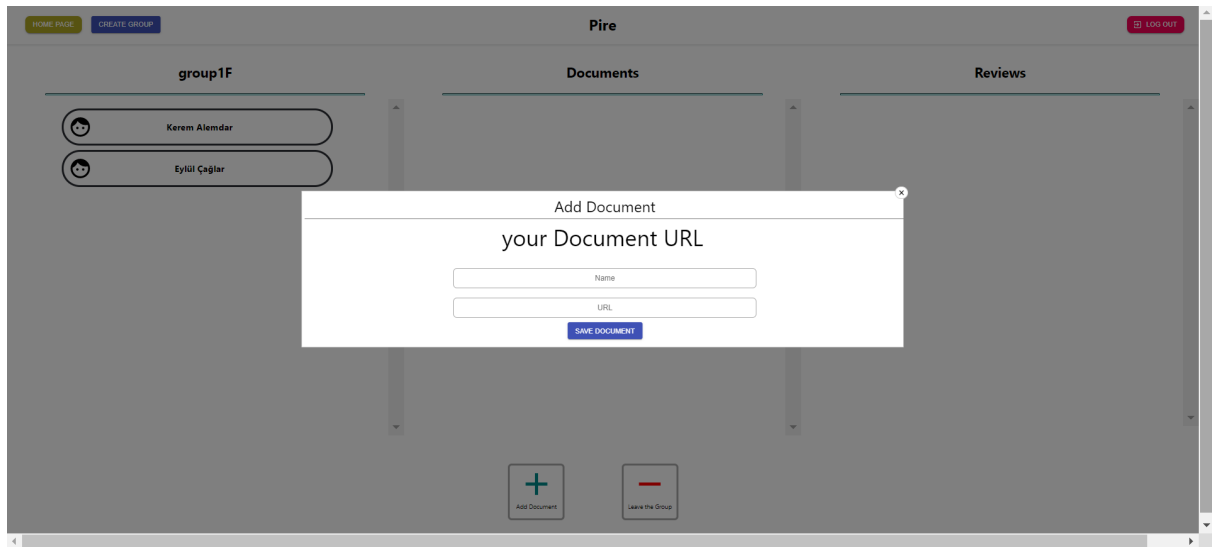 HOME PAGE
CREATE GROUP
Pire
LOG OUT
group1F
Documents
Reviews
Kerem Alemdar
Eylül Çağlar
Add Document
your Document URL
Name
URL
SAVE DOCUMENT
Add Document
Leave the Group